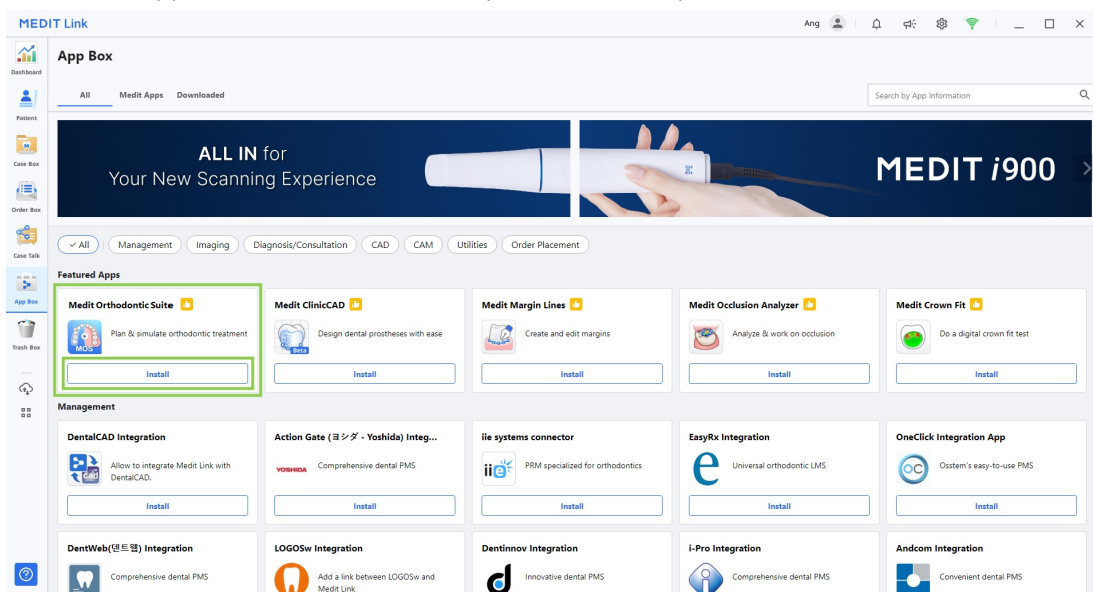 MEDIT Link
Ang
Dashboard
Patient
Case Box
Order Box
Case Talk
App Box
Trash Box
App Box
All Medit Apps Downloaded
Search by App Information
ALL IN for
Your New Scanning Experience
MEDIT i900
All Management Imaging Diagnosis/Consultation CAD CAM Utilities Order Placement
Featured Apps
Medit Orthodontic Suite
MOS
Plan & simulate orthodontic treatment
Install
Medit ClinicCAD
Beta
Design dental prostheses with ease
Install
Medit Margin Lines
Create and edit margins
Install
Medit Occlusion Analyzer
Analyze & work on occlusion
Install
Medit Crown Fit
Do a digital crown fit test
Install
Management
DentalCAD Integration
Allow to integrate Medit Link with
DentalCAD.
Install
Action Gate (ヨシダ - Yoshida) Integ...
YOSHIDA
Comprehensive dental PMS
Install
iie systems connector
iie
PRM specialized for orthodontics
Install
EasyRx Integration
e
Universal orthodontic LMS
Install
OneClick Integration App
OC
Osstem's easy-to-use PMS
Install
DentWeb(덴트웹) Integration
Comprehensive dental PMS
LOGOSw Integration
Add a link between LOGOSw and
Medit Link
Dentinnov Integration
Innovative dental PMS
i-Pro Integration
Comprehensive dental PMS
Andcom Integration
Convenient dental PMS